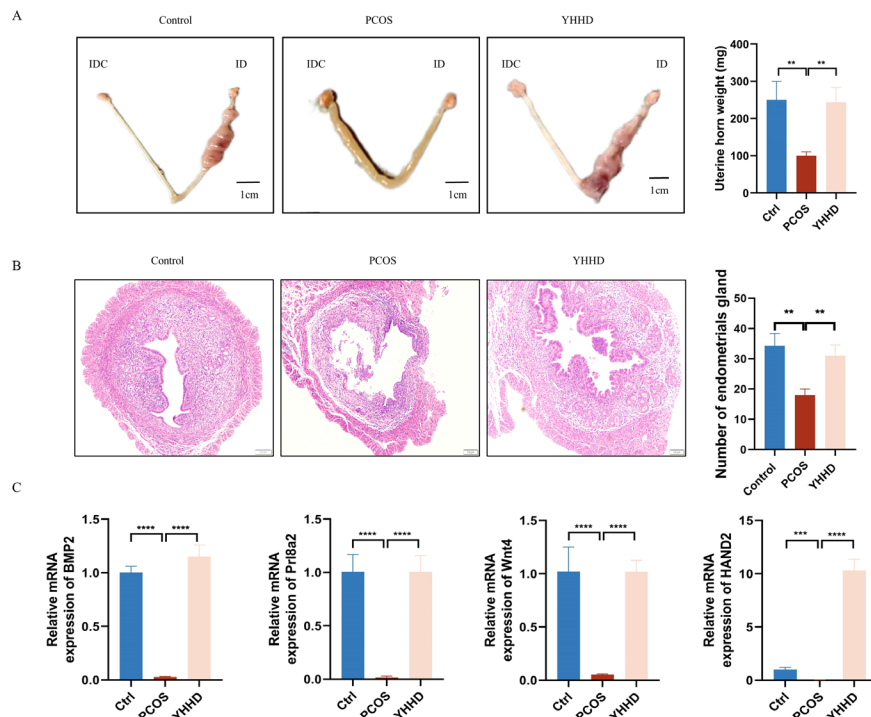 A
Control
PCOS
YHHD
IDC
ID
1cm
IDC
ID
1cm
IDC
ID
1cm
Uterine horn weight (mg)
400
300
200
100
0
**
**
Ctrl
PCOS
YHHD
B
Control
PCOS
YHHD
Number of endometrials gland
50
40
30
20
10
0
**
**
Control
PCOS
YHHD
C
Relative mRNA
expression of BMP2
1.5
1.0
0.5
0.0
****
****
Ctrl
PCOS
YHHD
Relative mRNA
expression of Prl8a2
1.5
1.0
0.5
0.0
****
****
Ctrl
PCOS
YHHD
Relative mRNA
expression of Wnt4
1.5
1.0
0.5
0.0
****
****
Ctrl
PCOS
YHHD
Relative mRNA
expression of HAND2
15
10
5
0
***
****
Ctrl
PCOS
YHHD